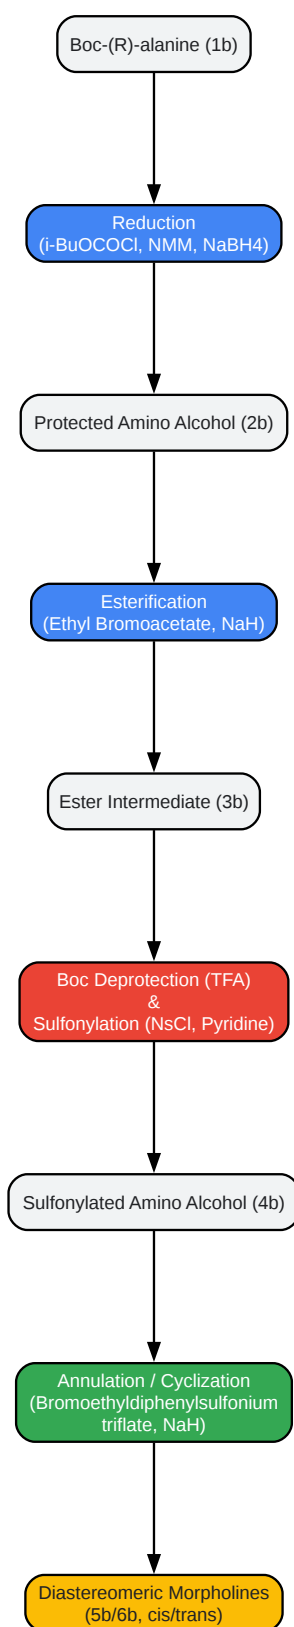 Boc-(R)-alanine (1b)
Reduction
(i-BuOCOCl, NMM, NaBH4)
Protected Amino Alcohol (2b)
Esterification
(Ethyl Bromoacetate, NaH)
Ester Intermediate (3b)
Boc Deprotection (TFA)
&
Sulfonylation (NsCl, Pyridine)
Sulfonylated Amino Alcohol (4b)
Annulation / Cyclization
(Bromoethyldiphenylsulfonium
triflate, NaH)
Diastereomeric Morpholines
(5b/6b, cis/trans)